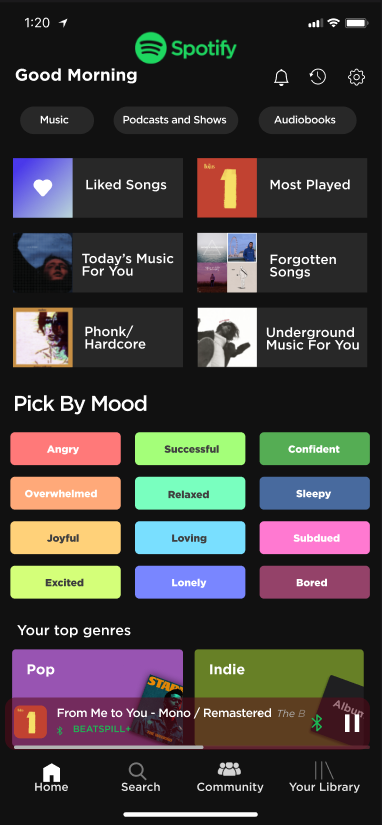 1:20
Spotify
Good Morning
Music
Podcasts and Shows
Audiobooks
Liked Songs
1
Most Played
Today's Music
For You
Forgotten
Songs
Phonk/
Hardcore
Underground
Music For You
Pick By Mood
Angry
Successful
Confident
Overwhelmed
Relaxed
Sleepy
Joyful
Loving
Subdued
Excited
Lonely
Bored
Your top genres
Pop
Indie
Album
1
From Me to You - Mono / Remastered The B
BEATSPILL+
Home
Search
Community
Your Library